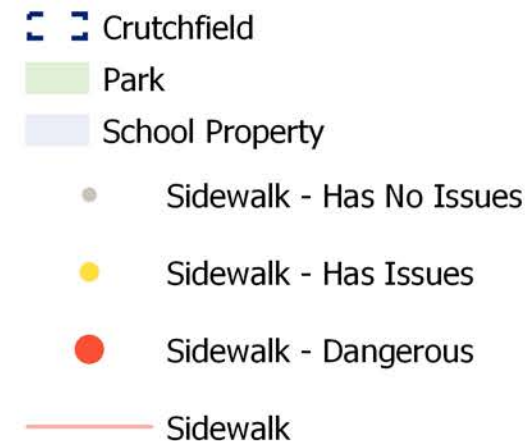 Crutchfield
Park
School Property
Sidewalk - Has No Issues
Sidewalk - Has Issues
Sidewalk - Dangerous
Sidewalk